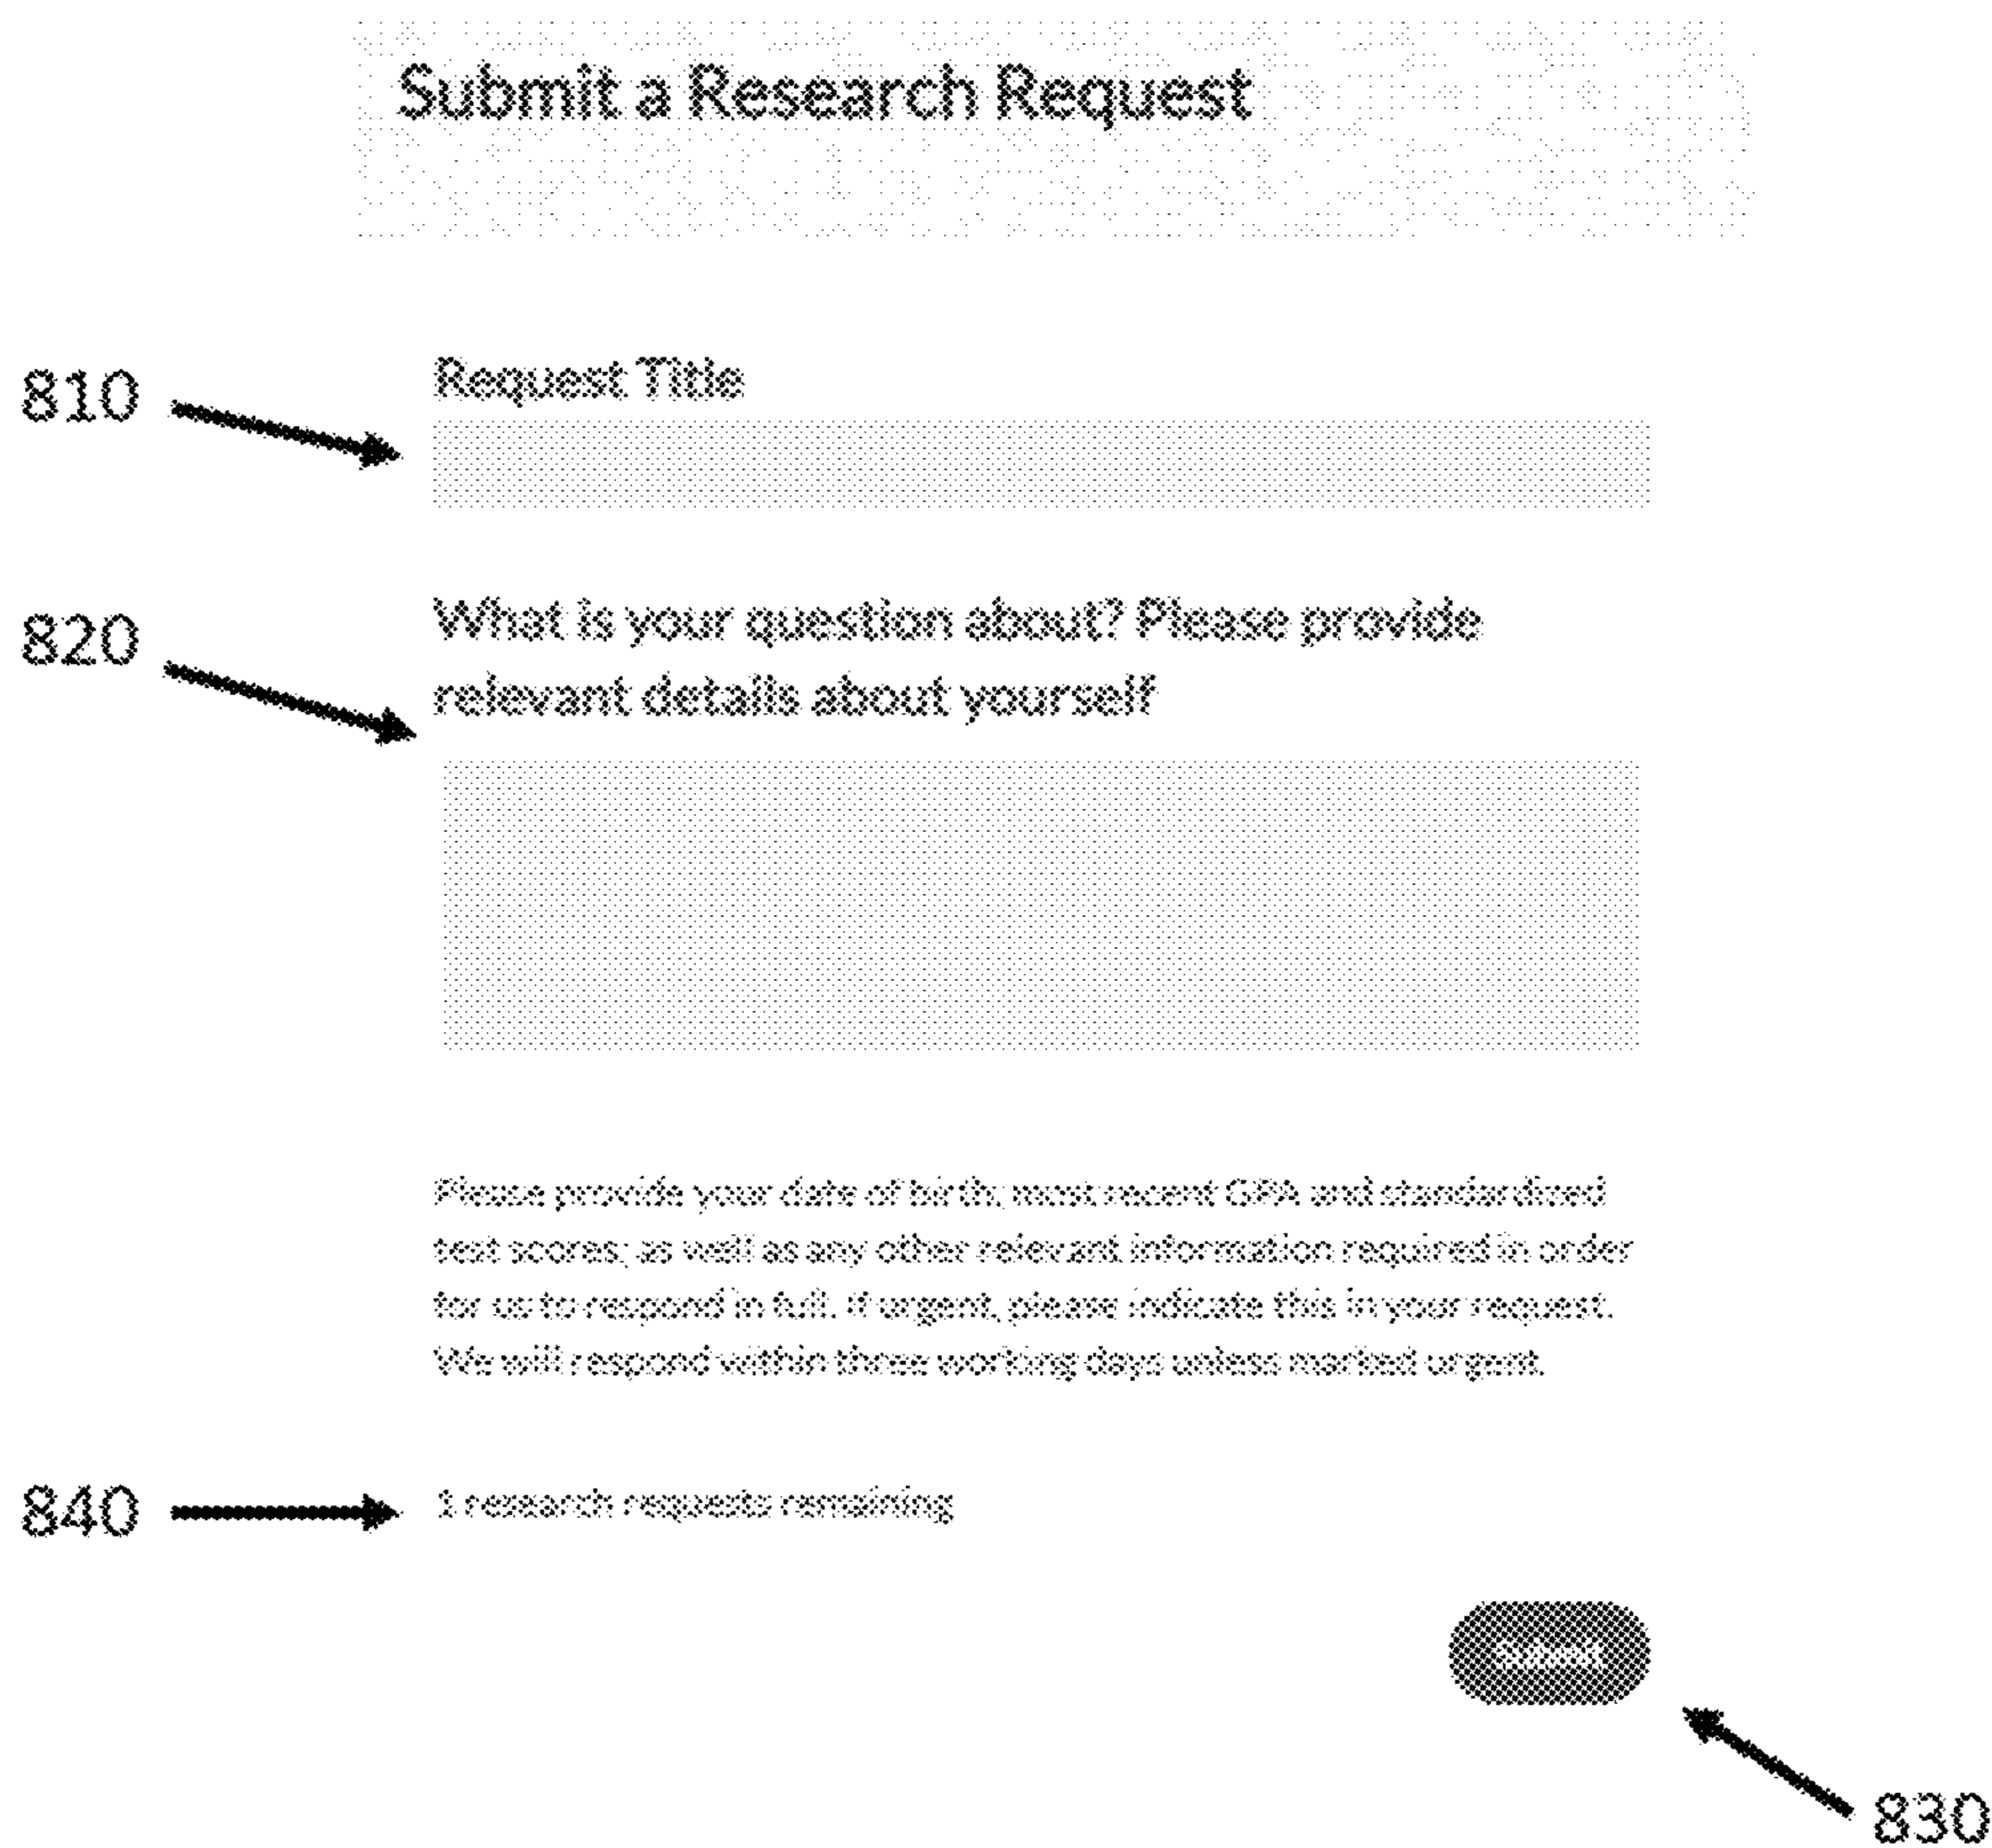 Submit a Research Request
810
Request Title
820
What is your question about? Please provide
relevant details about yourself
Please provide your date of birth, most recent GPA and standardized
test scores, as well as any other relevant information required in order
for us to respond in full. If urgent, please indicate this in your request.
We will respond within three working days unless marked urgent.
840
1 research requests remaining
Submit
830